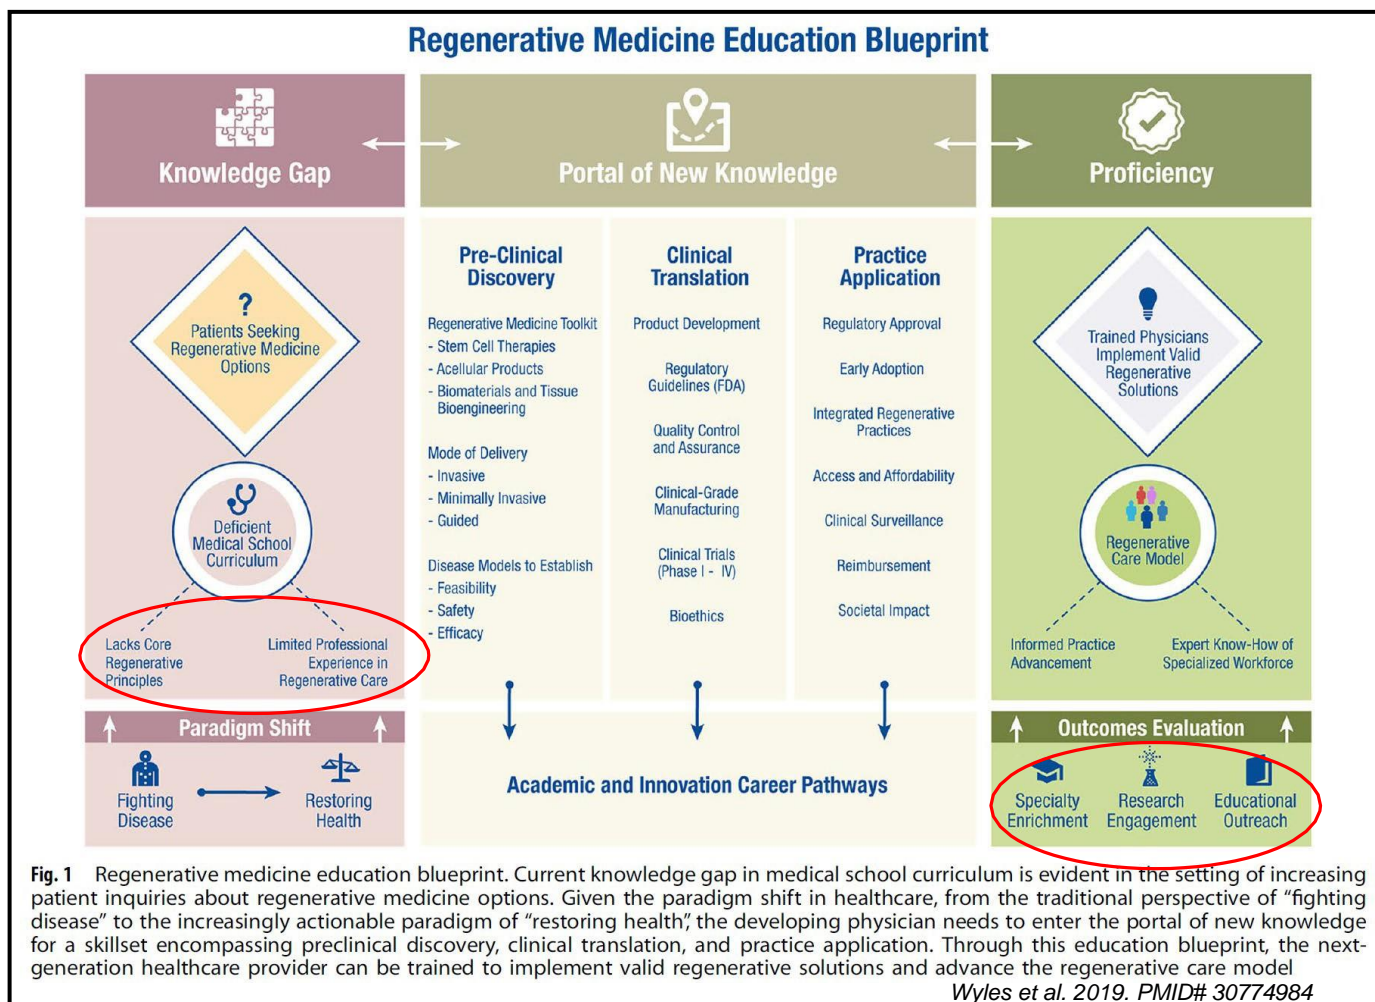 Regenerative Medicine Education Blueprint
Knowledge Gap
Portal of New Knowledge
Proficiency
?
Patients Seeking
Regenerative Medicine
Options
Deficient
Medical School
Curriculum
Lacks Core
Regenerative
Principles
Limited Professional
Experience in
Regenerative Care
Paradigm Shift
Fighting
Disease
Restoring
Health
Pre-Clinical
Discovery
Regenerative Medicine Toolkit
- Stem Cell Therapies
- Acellular Products
- Biomaterials and Tissue
Bioengineering
Mode of Delivery
- Invasive
- Minimally Invasive
- Guided
Disease Models to Establish
- Feasibility
- Safety
- Efficacy
Clinical
Translation
Product Development
Regulatory
Guidelines (FDA)
Quality Control
and Assurance
Clinical-Grade
Manufacturing
Clinical Trials
(Phase I - IV)
Bioethics
Practice
Application
Regulatory Approval
Early Adoption
Integrated Regenerative
Practices
Access and Affordability
Clinical Surveillance
Reimbursement
Societal Impact
Academic and Innovation Career Pathways
Trained Physicians
Implement Valid
Regenerative
Solutions
Regenerative
Care Model
Informed Practice
Advancement
Expert Know-How of
Specialized Workforce
Outcomes Evaluation
Specialty
Enrichment
Research
Engagement
Educational
Outreach
Fig. 1 Regenerative medicine education blueprint. Current knowledge gap in medical school curriculum is evident in the setting of increasing
patient inquiries about regenerative medicine options. Given the paradigm shift in healthcare, from the traditional perspective of “fighting
disease” to the increasingly actionable paradigm of “restoring health”, the developing physician needs to enter the portal of new knowledge
for a skillset encompassing preclinical discovery, clinical translation, and practice application. Through this education blueprint, the next-
generation healthcare provider can be trained to implement valid regenerative solutions and advance the regenerative care model
Wyles et al. 2019. PMID# 30774984